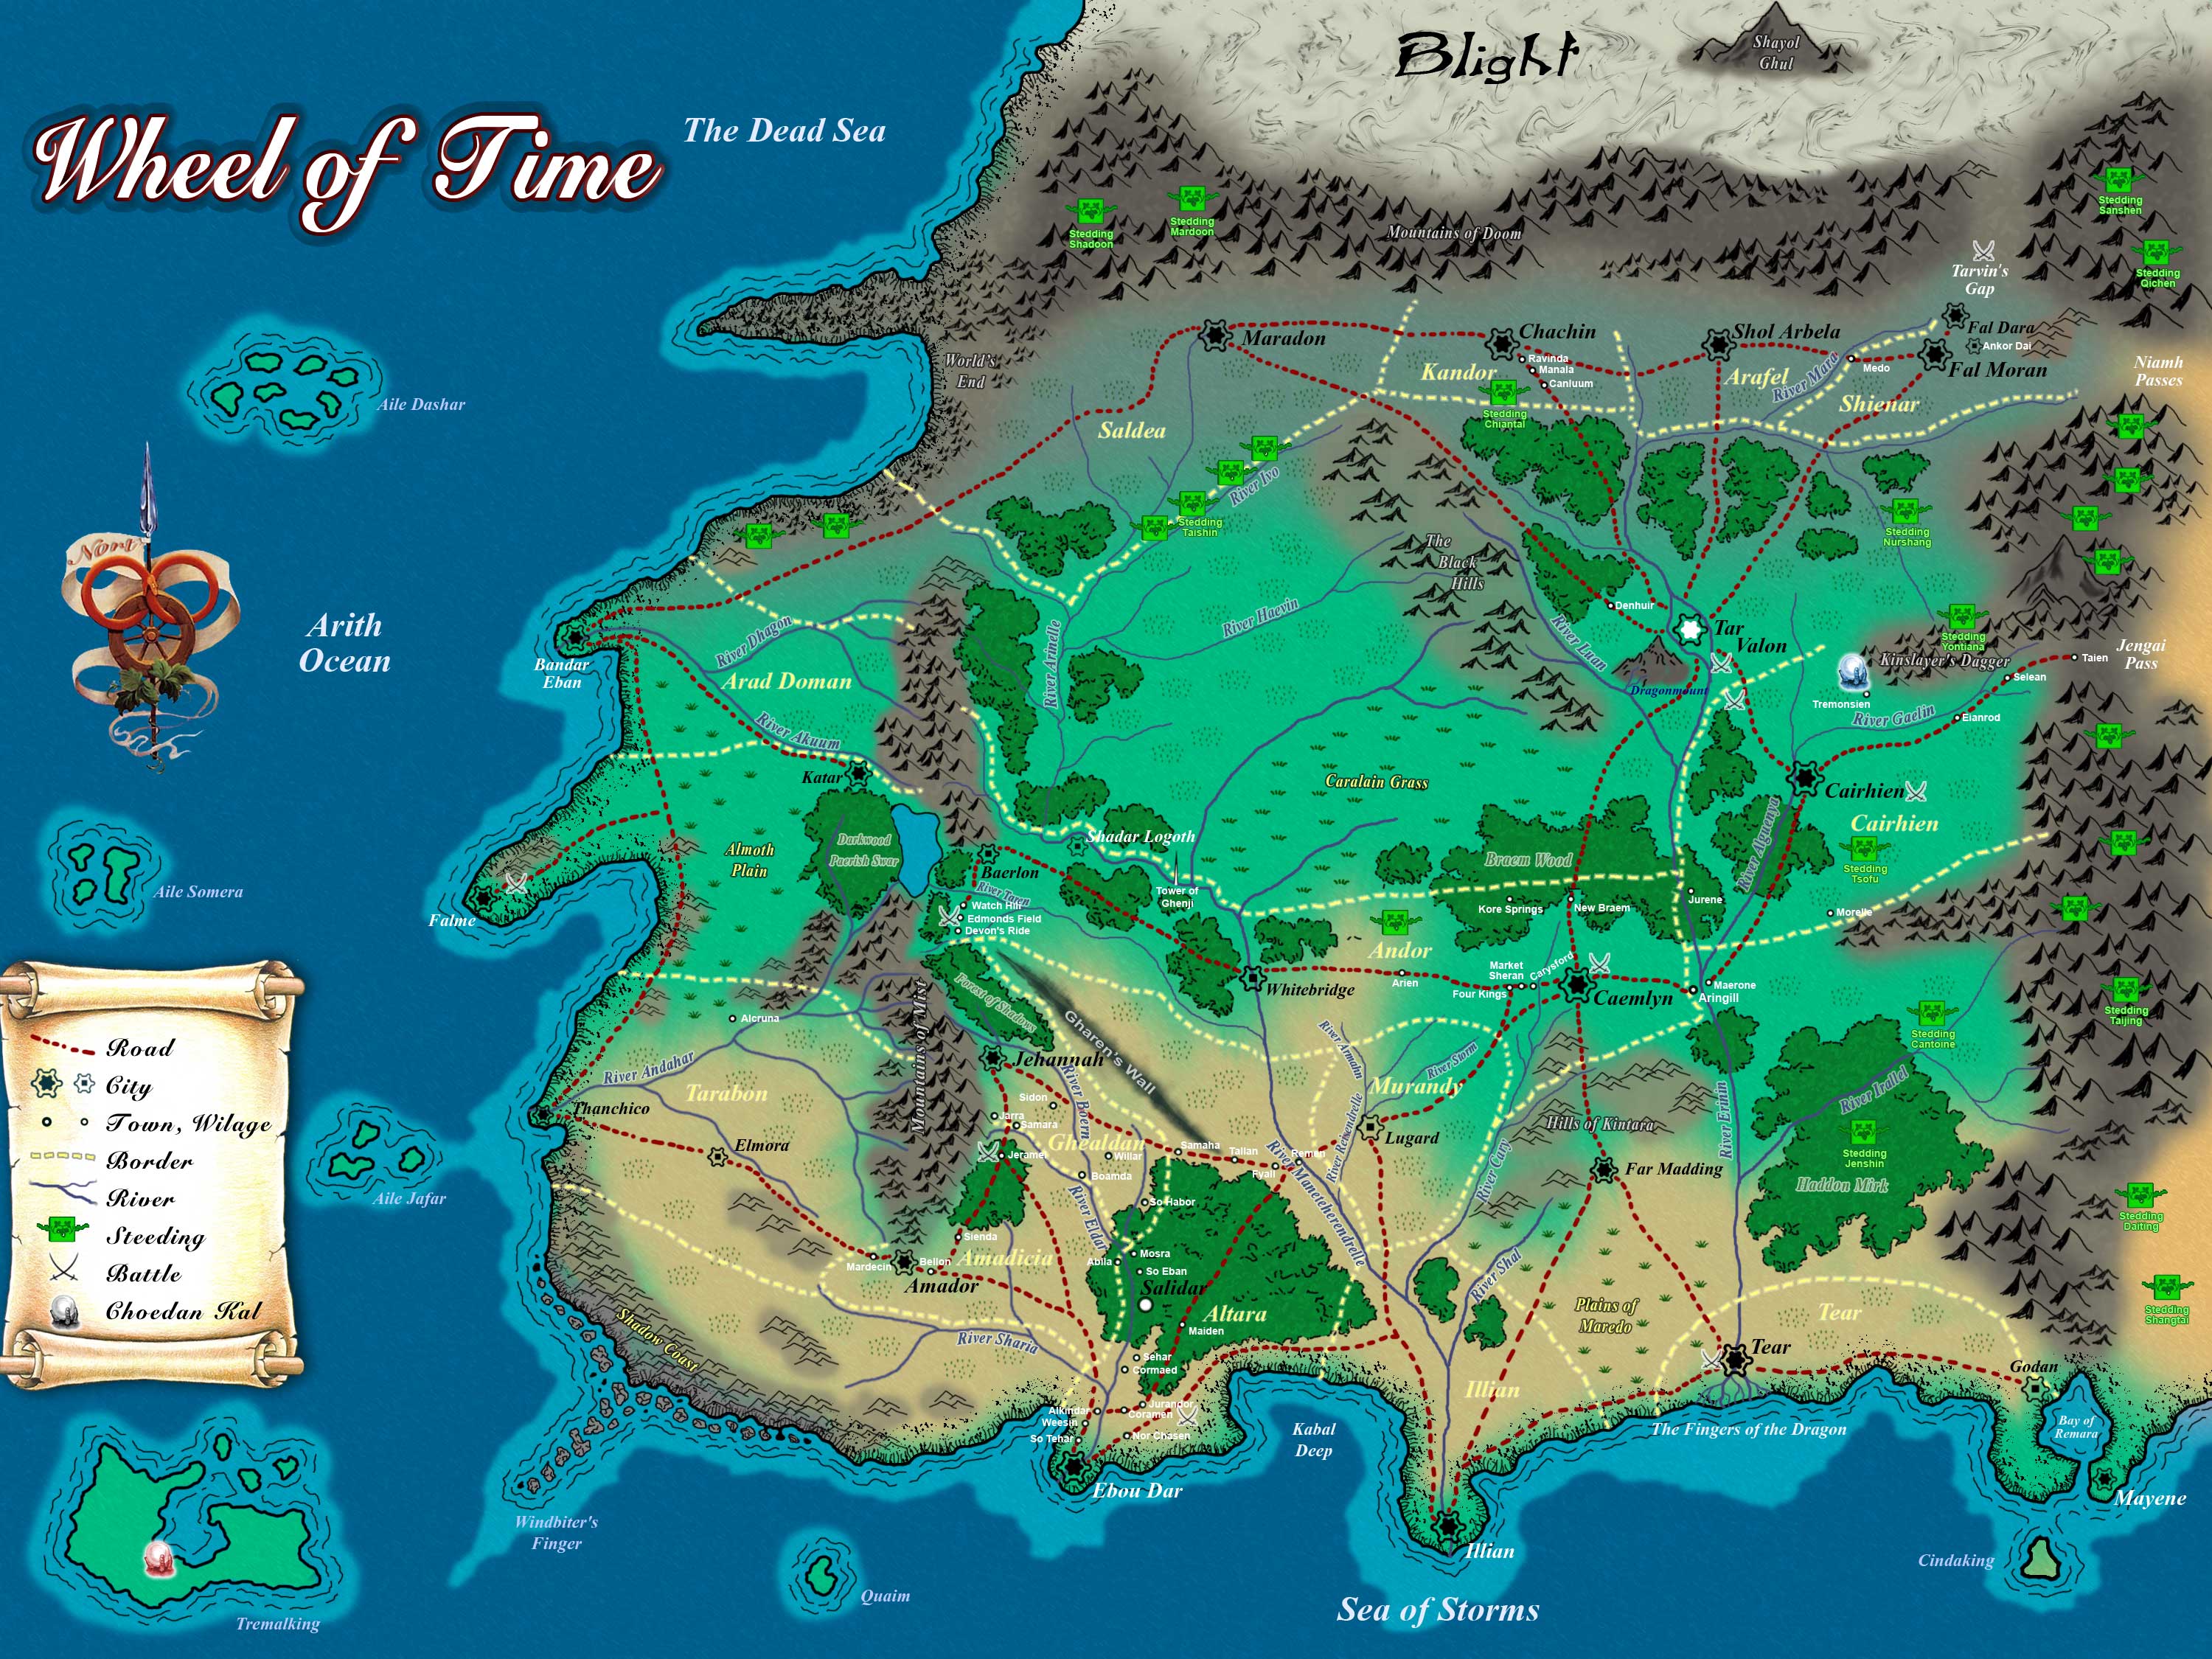 Blight
Shayol
Ghul
Wheel of Time
The Dead Sea
Stedding
Sanshen
Stedding
Shadoon
Stedding
Mardoon
Mountains of Doom
Stedding
Qichen
Tarvin's
Gap
Maradon
Chachin
Shol Arbela
Fal Dara
Ankor Dai
Fal Moran
Niamh
Passes
World's
End
Ravinda
Manala
Canluum
Kandor
Arafel
River Mara
Medo
Shienar
Stedding
Chiantal
Aile Dashar
Saldea
River Ivo
Stedding
Taishin
Stedding
Nurshang
The
Black
Hills
Nort
Arith
Ocean
Bandar
Eban
River Dhagon
Arad Doman
River Arinelle
River Haevin
River Luan
Denhuir
Tar
Valon
Dragonmount
Stedding
Yontiana
Kinslayer's Dagger
Jengai
Pass
Taien
Selean
Tremonsien
River Gaelin
Eianrod
River Akuum
Katar
Caralain Grass
Cairhien
Cairhien
River Alguenya
Stedding
Tsofu
Almoth
Plain
Darkwood
Paerish Swar
Shadar Logoth
Baerlon
River Taren
Tower of
Ghenji
Braem Wood
Aile Somera
Falme
Watch Hill
Edmonds Field
Devon's Ride
Kore Springs
New Braem
Jurene
Morelle
Andor
Whitebridge
Arien
Market
Sheran
Carysford
Four Kings
Caemlyn
Maerone
Aringill
Stedding
Taijing
Stedding
Cantoine
Road
City
Town, Wilage
Border
River
Steeding
Battle
Choedan Kal
Alcruna
Forest of Shadows
Gharen's Wall
Mountains of Mist
Jehannah
River Andahar
Tarabon
River Boern
River Armahn
River Storm
Murandy
River Reisendrelle
River Erinin
River Irallel
Thanchico
Elmora
Sidon
Jarra
Samara
Ghealdan
Jeramel
Willar
Samaha
Tallan
Remen
Ryall
Boamda
Lugard
Hills of Kintara
River Cary
Far Madding
Stedding
Jenshin
Haddon Mirk
Stedding
Daiting
Aile Jafar
River Eldar
So Habor
River Manetherendrelle
Sienda
Mardecin
Bellon
Amadicia
Amador
Abila
Mosra
So Eban
Salidar
Altara
Maiden
River Shal
Plains of
Maredo
Tear
Stedding
Shangtai
Shadow Coast
River Sharia
Sehar
Cormaed
Tear
Godan
Illian
Alkindar
Weesin
So Tehar
Jurandor
Coramen
Nor Chasen
Kabal
Deep
The Fingers of the Dragon
Bay of
Remara
Ebou Dar
Mayene
Windbiter's
Finger
Illian
Cindaking
Quaim
Sea of Storms
Tremalking